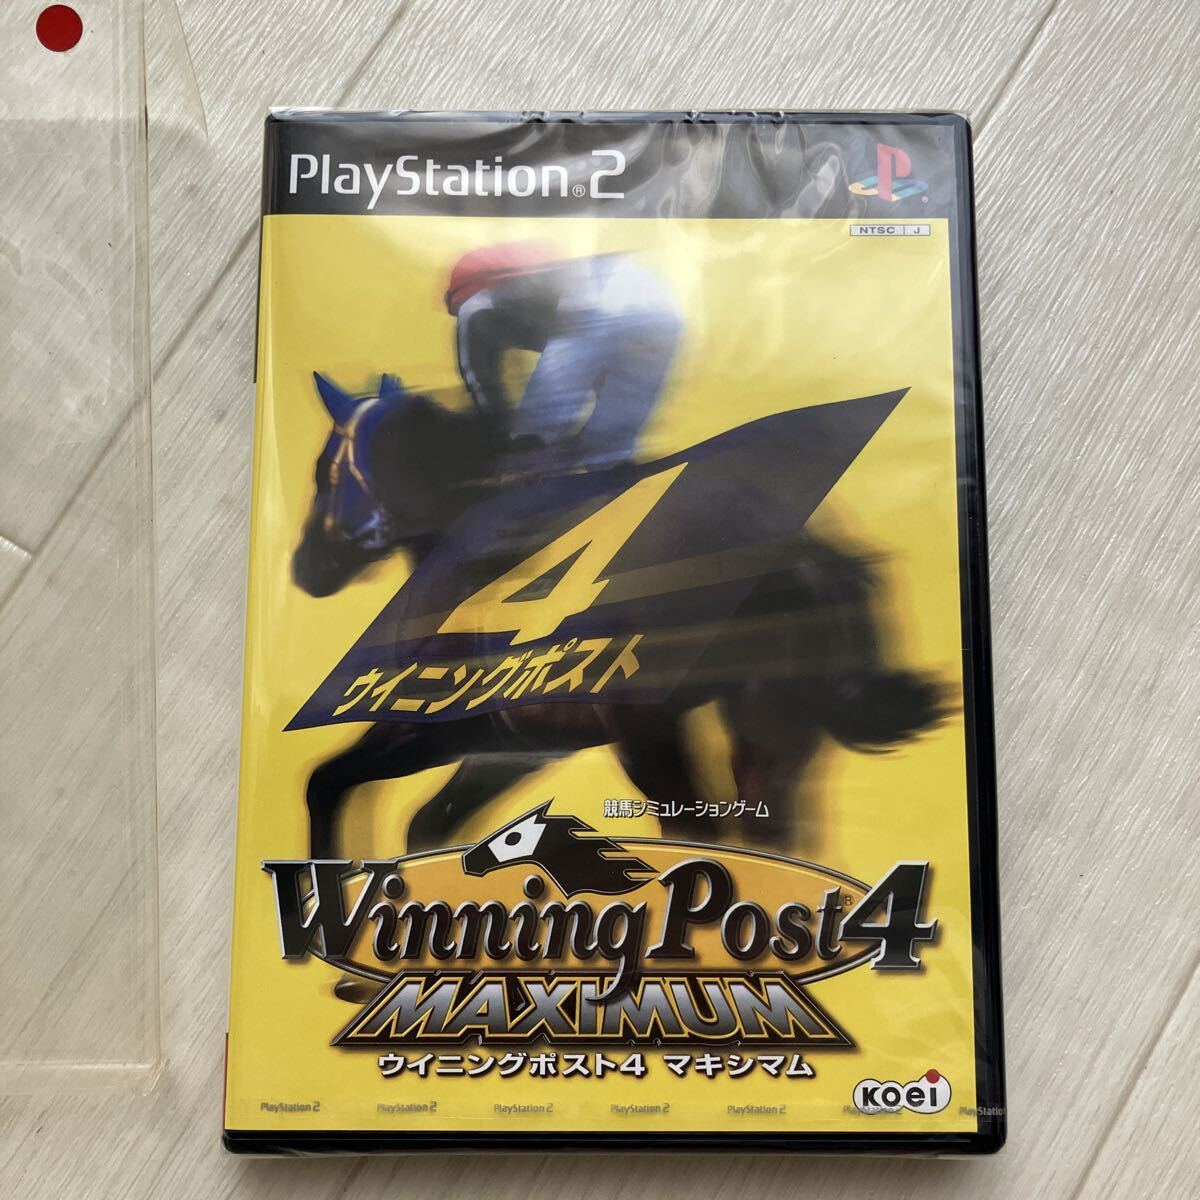 PlayStation®2
NTSC J
4
ウイニングポスト
競馬シミュレーションゲーム
Winning Post®4
MAXIMUM
ウイニングポスト4 マキシマム
KOEI
PlayStation 2 PlayStation 2 PlayStation 2 PlayStation 2 PlayStation 2 PlayStation 2 PlayStation